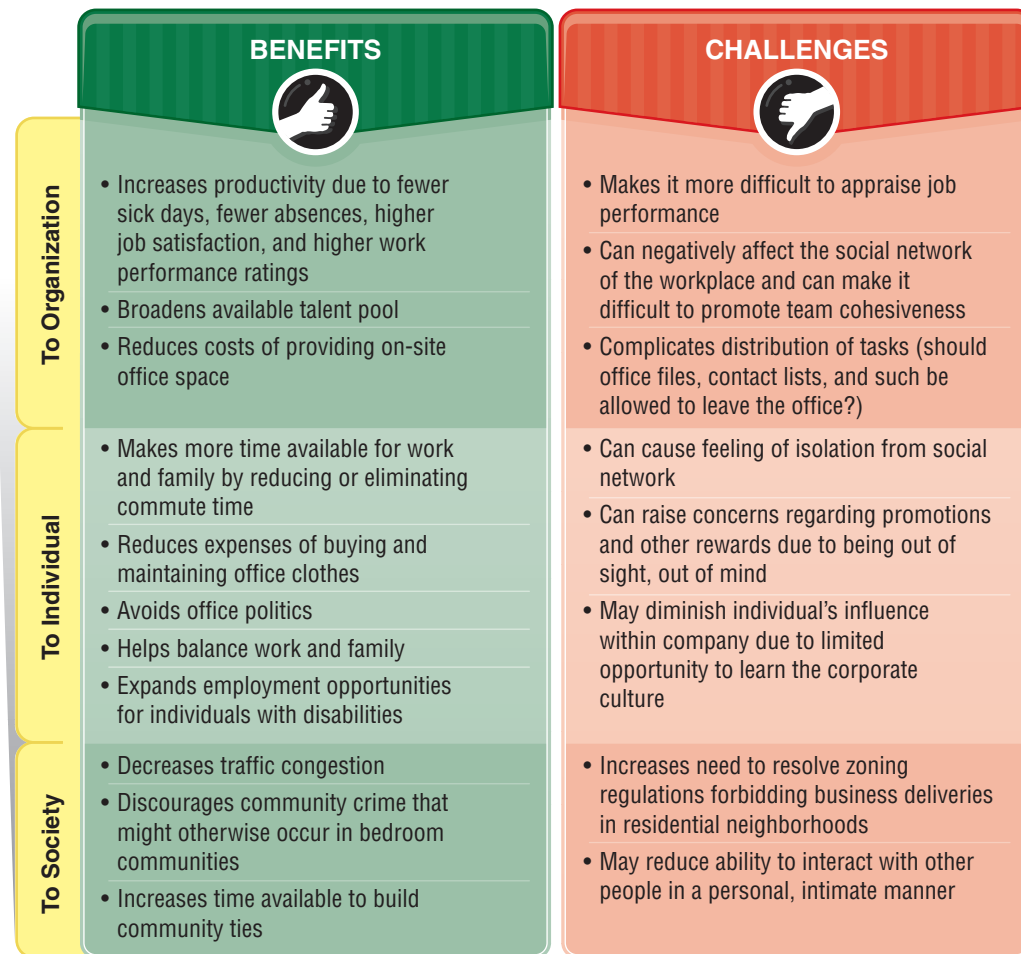 BENEFITS
CHALLENGES
To Organization
• Increases productivity due to fewer
sick days, fewer absences, higher
job satisfaction, and higher work
performance ratings
• Broadens available talent pool
• Reduces costs of providing on-site
office space
• Makes it more difficult to appraise job
performance
• Can negatively affect the social network
of the workplace and can make it
difficult to promote team cohesiveness
• Complicates distribution of tasks (should
office files, contact lists, and such be
allowed to leave the office?)
To Individual
• Makes more time available for work
and family by reducing or eliminating
commute time
• Reduces expenses of buying and
maintaining office clothes
• Avoids office politics
• Helps balance work and family
• Expands employment opportunities
for individuals with disabilities
• Can cause feeling of isolation from social
network
• Can raise concerns regarding promotions
and other rewards due to being out of
sight, out of mind
• May diminish individual’s influence
within company due to limited
opportunity to learn the corporate
culture
To Society
• Decreases traffic congestion
• Discourages community crime that
might otherwise occur in bedroom
communities
• Increases time available to build
community ties
• Increases need to resolve zoning
regulations forbidding business deliveries
in residential neighborhoods
• May reduce ability to interact with other
people in a personal, intimate manner